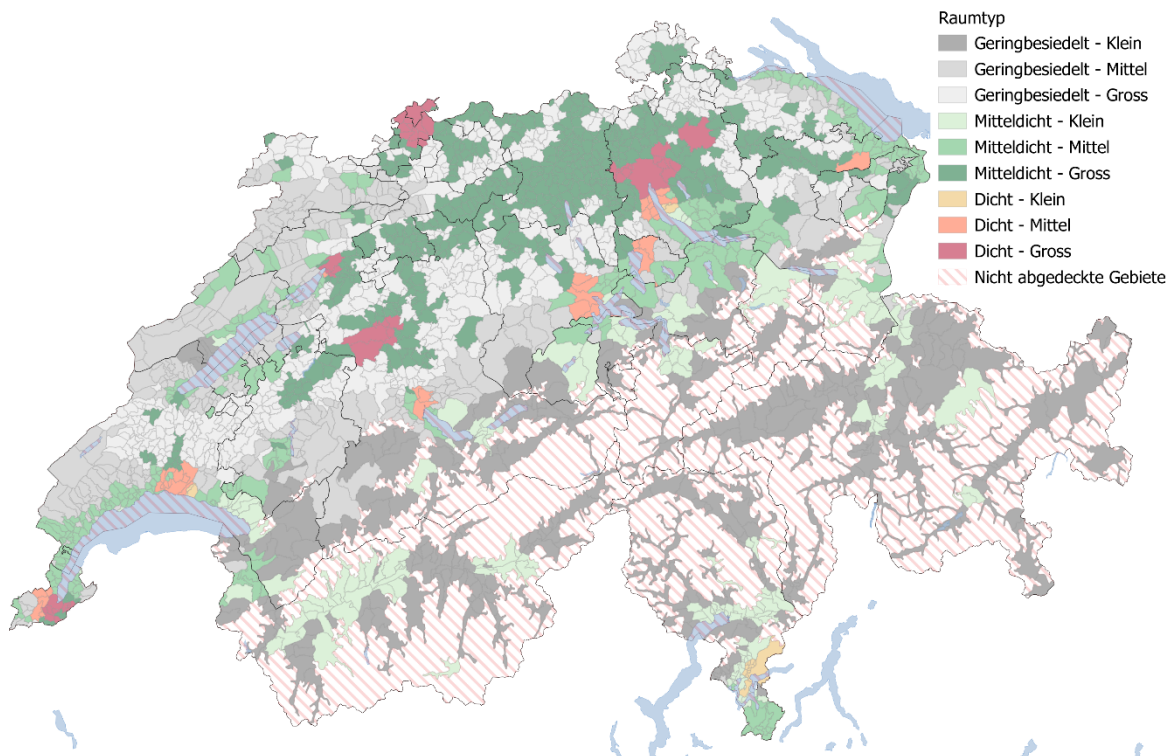 Raumtyp
Geringbesiedelt - Klein
Geringbesiedelt - Mittel
Geringbesiedelt - Gross
Mitteldicht - Klein
Mitteldicht - Mittel
Mitteldicht - Gross
Dicht - Klein
Dicht - Mittel
Dicht - Gross
Nicht abgedeckte Gebiete